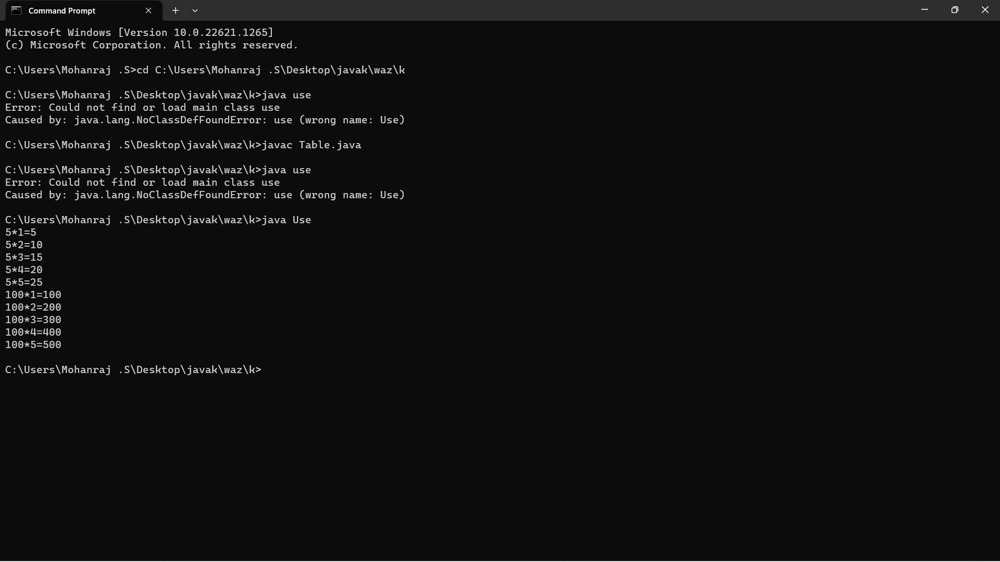 Command Prompt
Microsoft Windows [Version 10.0.22621.1265]
(c) Microsoft Corporation. All rights reserved.
C:\Users\Mohanraj .S>cd C:\Users\Mohanraj .S\Desktop\javak\waz\k
C:\Users\Mohanraj .S\Desktop\javak\waz\k>java use
Error: Could not find or load main class use
Caused by: java.lang.NoClassDefFoundError: use (wrong name: Use)
C:\Users\Mohanraj .S\Desktop\javak\waz\k>javac Table.java
C:\Users\Mohanraj .S\Desktop\javak\waz\k>java use
Error: Could not find or load main class use
Caused by: java.lang.NoClassDefFoundError: use (wrong name: Use)
C:\Users\Mohanraj .S\Desktop\javak\waz\k>java Use
5*1=5
5*2=10
5*3=15
5*4=20
5*5=25
100*1=100
100*2=200
100*3=300
100*4=400
100*5=500
C:\Users\Mohanraj .S\Desktop\javak\waz\k>